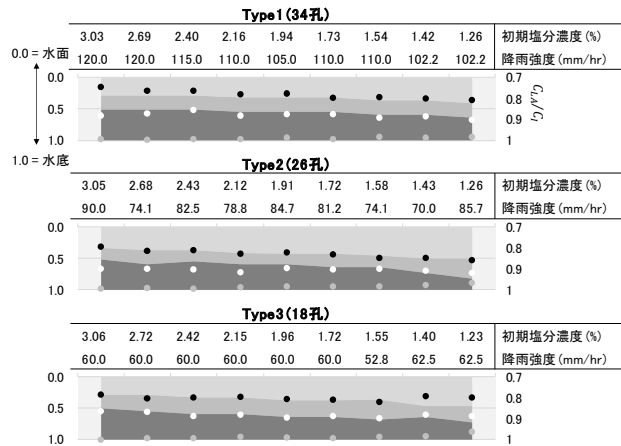 Type1(34孔)
3.03 2.69 2.40 2.16 1.94 1.73 1.54 1.42 1.26 初期塩分濃度(%)
120.0 120.0 115.0 110.0 105.0 110.0 110.0 102.2 102.2 降雨強度(mm/hr)
0.0 = 水面
0.0 0.7
0.5 0.8
0.9
1.0 1
C_{i,N}/C_i
1.0 = 水底
Type2(26孔)
3.05 2.68 2.43 2.12 1.91 1.72 1.58 1.43 1.26 初期塩分濃度(%)
90.0 74.1 82.5 78.8 84.7 81.2 74.1 70.0 85.7 降雨強度(mm/hr)
0.0 0.7
0.5 0.8
0.9
1.0 1
Type3(18孔)
3.06 2.72 2.42 2.15 1.96 1.72 1.55 1.40 1.23 初期塩分濃度(%)
60.0 60.0 60.0 60.0 60.0 60.0 52.8 62.5 62.5 降雨強度(mm/hr)
0.0 0.7
0.5 0.8
0.9
1.0 1